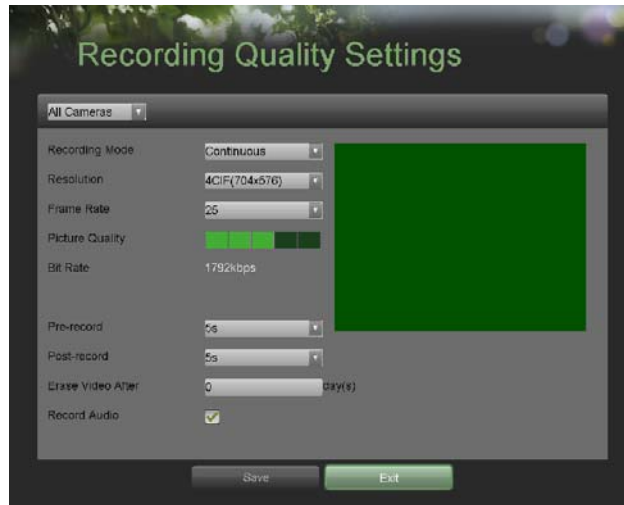 Recording Quality Settings
All Cameras
Recording Mode Continuous
Resolution 4CIF(704x576)
Frame Rate 25
Picture Quality
Bit Rate 1792kbps
Pre-record 5s
Post-record 5s
Erase Video After 0 day(s)
Record Audio
Save Exit